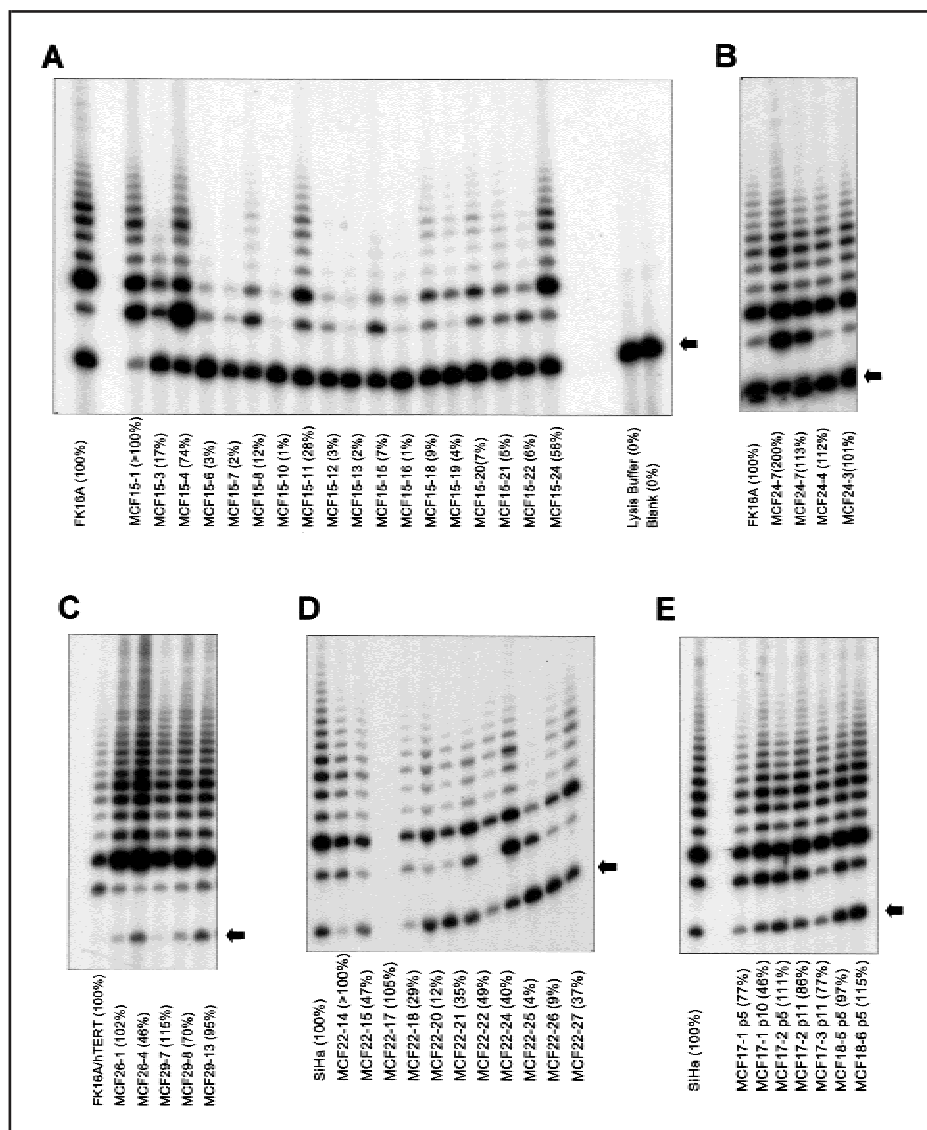 A
B
FK16A (100%)
MCF15-1 (>100%)
MCF15-3 (17%)
MCF15-4 (74%)
MCF15-6 (3%)
MCF15-7 (2%)
MCF15-8 (12%)
MCF15-10 (1%)
MCF15-11 (28%)
MCF15-12 (3%)
MCF15-13 (2%)
MCF15-15 (7%)
MCF15-16 (1%)
MCF15-18 (9%)
MCF15-19 (4%)
MCF15-20(7%)
MCF15-21 (5%)
MCF15-22 (6%)
MCF15-24 (58%)
Lysis Buffer (0%)
Blank (0%)
FK16A (100%)
MCF24-7(200%)
MCF24-7(113%)
MCF24-4 (112%)
MCF24-3(101%)
C
D
E
FK16A/hTERT (100%)
MCF26-1 (102%)
MCF26-4 (46%)
MCF29-7 (115%)
MCF29-8 (70%)
MCF29-13 (95%)
SiHa (100%)
MCF22-14 (>100%)
MCF22-15 (47%)
MCF22-17 (105%)
MCF22-18 (29%)
MCF22-20 (12%)
MCF22-21 (35%)
MCF22-22 (49%)
MCF22-24 (40%)
MCF22-25 (4%)
MCF22-26 (9%)
MCF22-27 (37%)
SiHa (100%)
MCF17-1 p5 (77%)
MCF17-1 p10 (46%)
MCF17-2 p5 (111%)
MCF17-2 p11 (86%)
MCF17-3 p11 (77%)
MCF18-5 p5 (97%)
MCF18-6 p5 (115%)